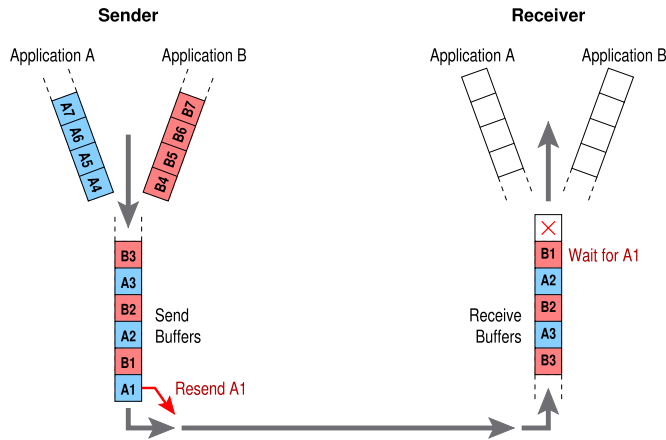 Sender
Receiver
Application A
Application B
Application A
Application B
A7
A6
A5
A4
B7
B6
B5
B4
B3
A3
B2
A2
B1
A1
Send
Buffers
Resend A1
B1
A2
B2
A3
B3
Wait for A1
Receive
Buffers